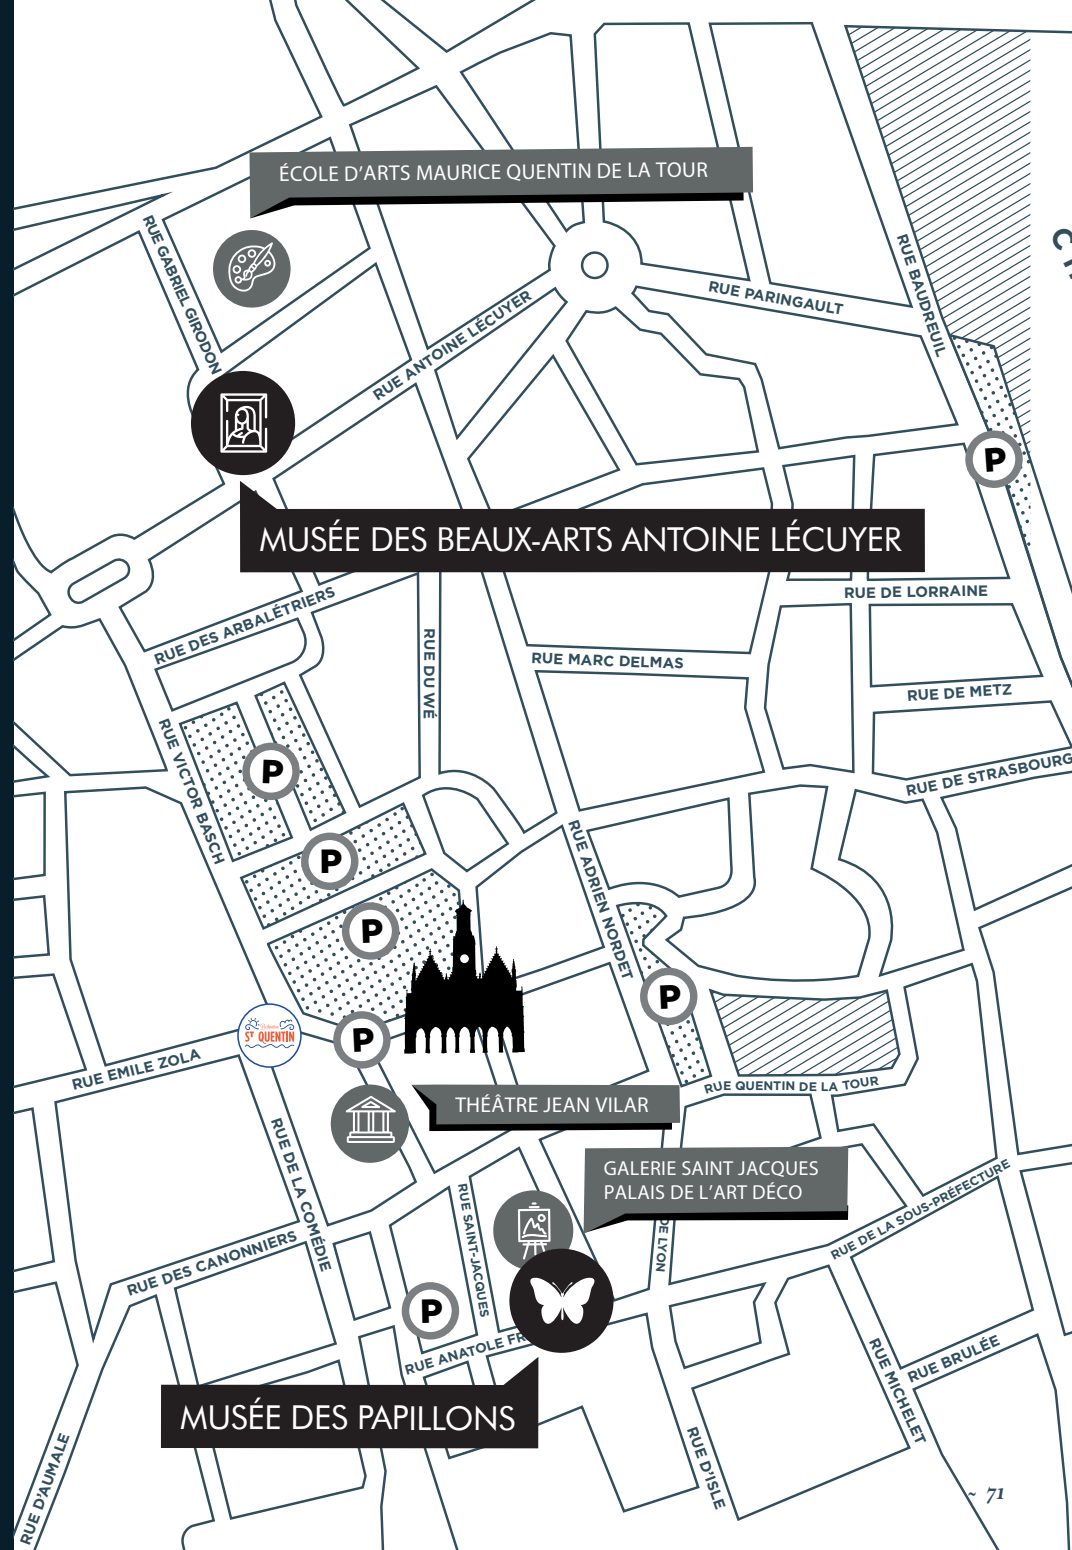 ÉCOLE D'ARTS MAURICE QUENTIN DE LA TOUR
RUE GABRIEL GIRODON
RUE ANTOINE LÉCUYER
RUE PARINGAULT
RUE BAUDREUIL
P
MUSÉE DES BEAUX-ARTS ANTOINE LÉCUYER
RUE DES ARBALÉTRIERS
RUE DU WÉ
RUE MARC DELMAS
RUE DE LORRAINE
RUE DE METZ
RUE DE STRASBOURG
RUE VICTOR BASCH
P
P
P
RUE ADRIEN NORDET
P
P
ST QUENTIN
RUE EMILE ZOLA
RUE QUENTIN DE LA TOUR
THÉÂTRE JEAN VILAR
RUE DE LA COMÉDIE
GALERIE SAINT JACQUES
PALAIS DE L'ART DÉCO
RUE SAINT-JACQUES
DE LYON
RUE DE LA SOUS-PRÉFECTURE
RUE DES CANONNIERS
P
RUE ANATOLE FR
RUE MICHELET
RUE BRULÉE
MUSÉE DES PAPILLONS
RUE D'ISLE
RUE D'AUMALE
~ 71